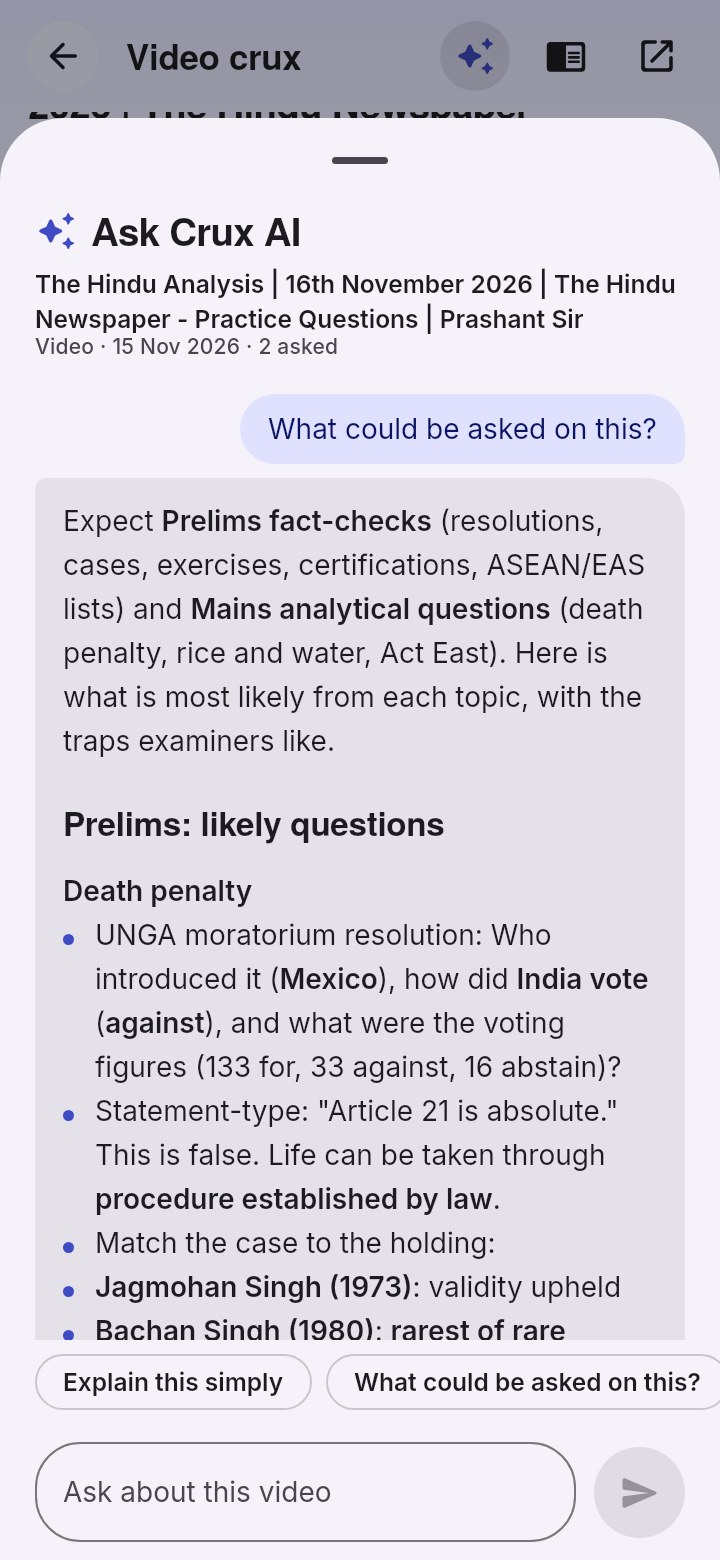 Video crux
2026 | The Hindu Newspaper
Ask Crux AI
The Hindu Analysis | 16th November 2026 | The Hindu
Newspaper - Practice Questions | Prashant Sir
Video · 15 Nov 2026 · 2 asked
What could be asked on this?
Expect Prelims fact-checks (resolutions,
cases, exercises, certifications, ASEAN/EAS
lists) and Mains analytical questions (death
penalty, rice and water, Act East). Here is
what is most likely from each topic, with the
traps examiners like.
Prelims: likely questions
Death penalty
• UNGA moratorium resolution: Who
introduced it (Mexico), how did India vote
(against), and what were the voting
figures (133 for, 33 against, 16 abstain)?
• Statement-type: "Article 21 is absolute."
This is false. Life can be taken through
procedure established by law.
• Match the case to the holding:
• Jagmohan Singh (1973): validity upheld
• Bachan Singh (1980): rarest of rare
Explain this simply
What could be asked on this?
Ask about this video